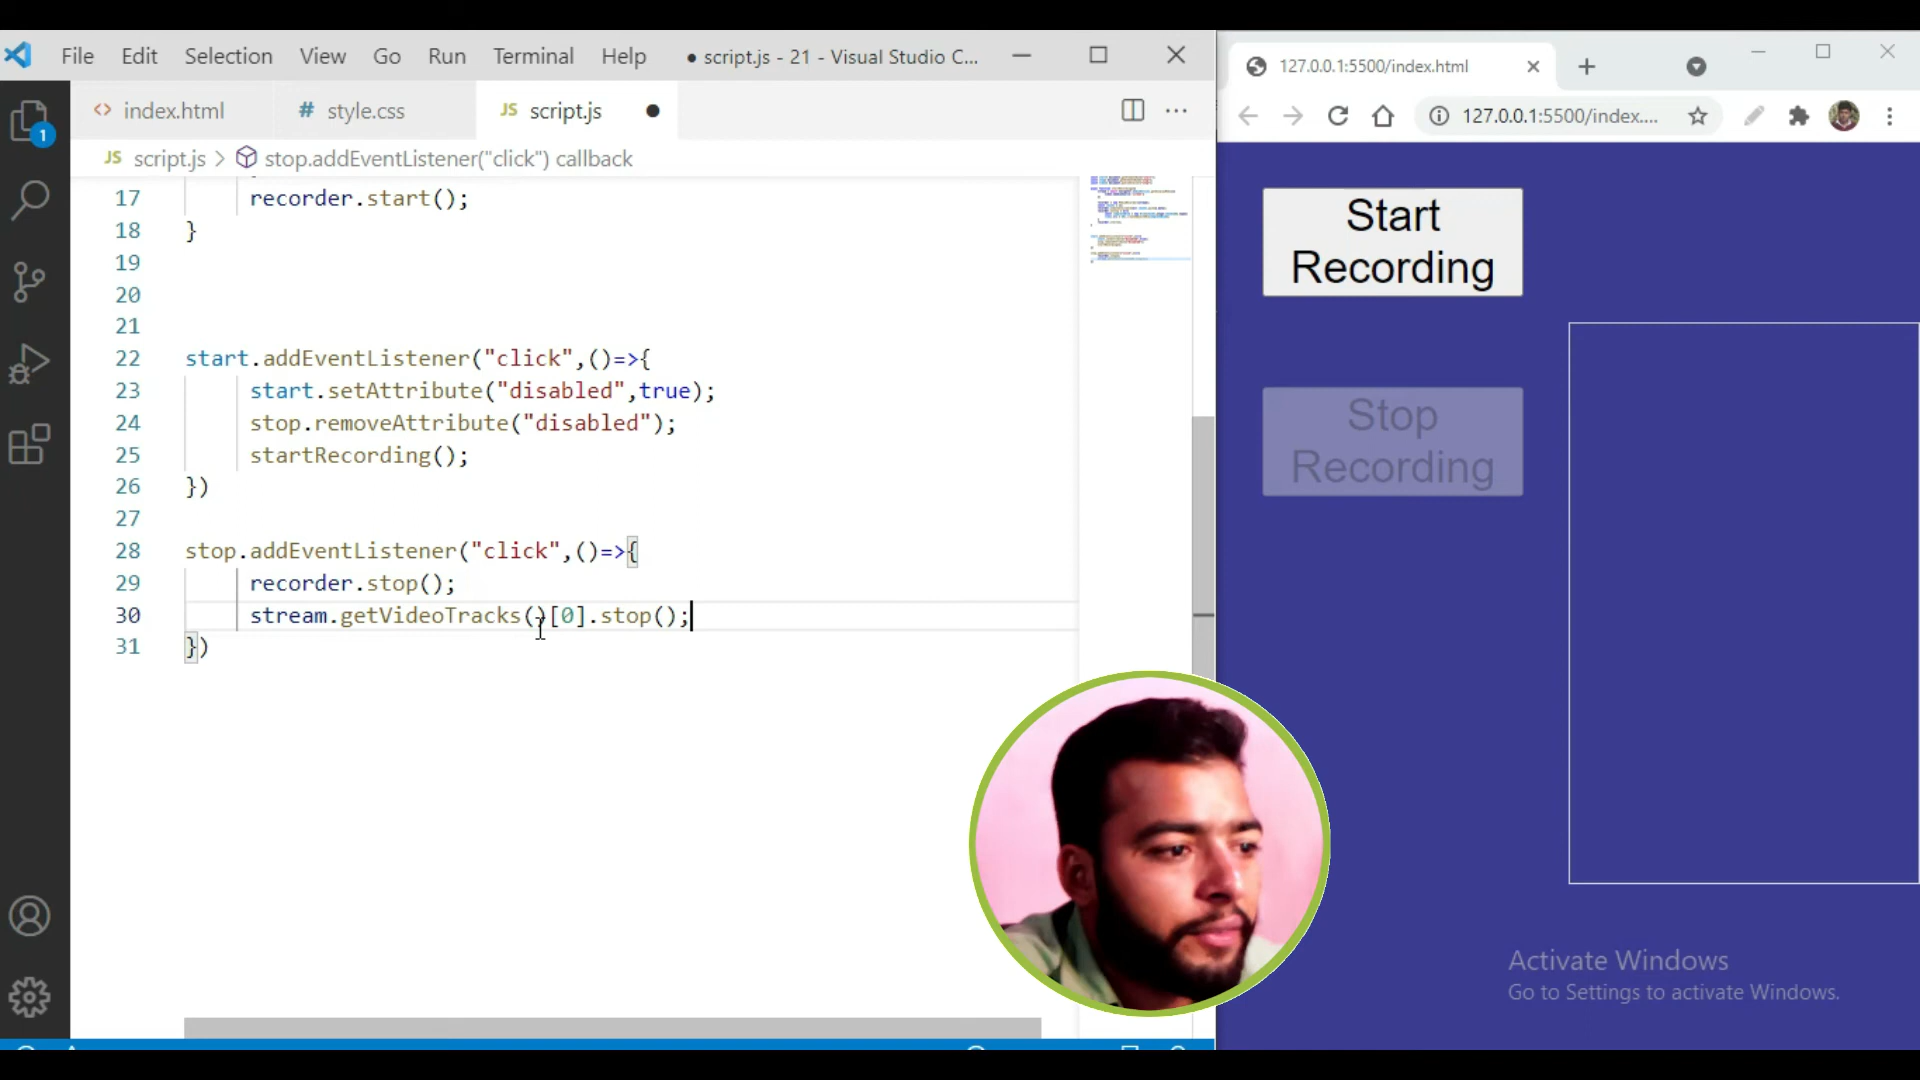 File Edit Selection View Go Run Terminal Help ● script.js - 21 - Visual Studio C...
127.0.0.1:5500/index.html
index.html
style.css
JS script.js
127.0.0.1:5500/index....
1
JS script.js > stop.addEventListener("click") callback
17 recorder.start();
18 }
19
20
21
22 start.addEventListener("click",()=>{
23 start.setAttribute("disabled",true);
24 stop.removeAttribute("disabled");
25 startRecording();
26 })
27
28 stop.addEventListener("click",()=>{
29 recorder.stop();
30 stream.getVideoTracks()[0].stop();
31 })
Start
Recording
Stop
Recording
Activate Windows
Go to Settings to activate Windows.